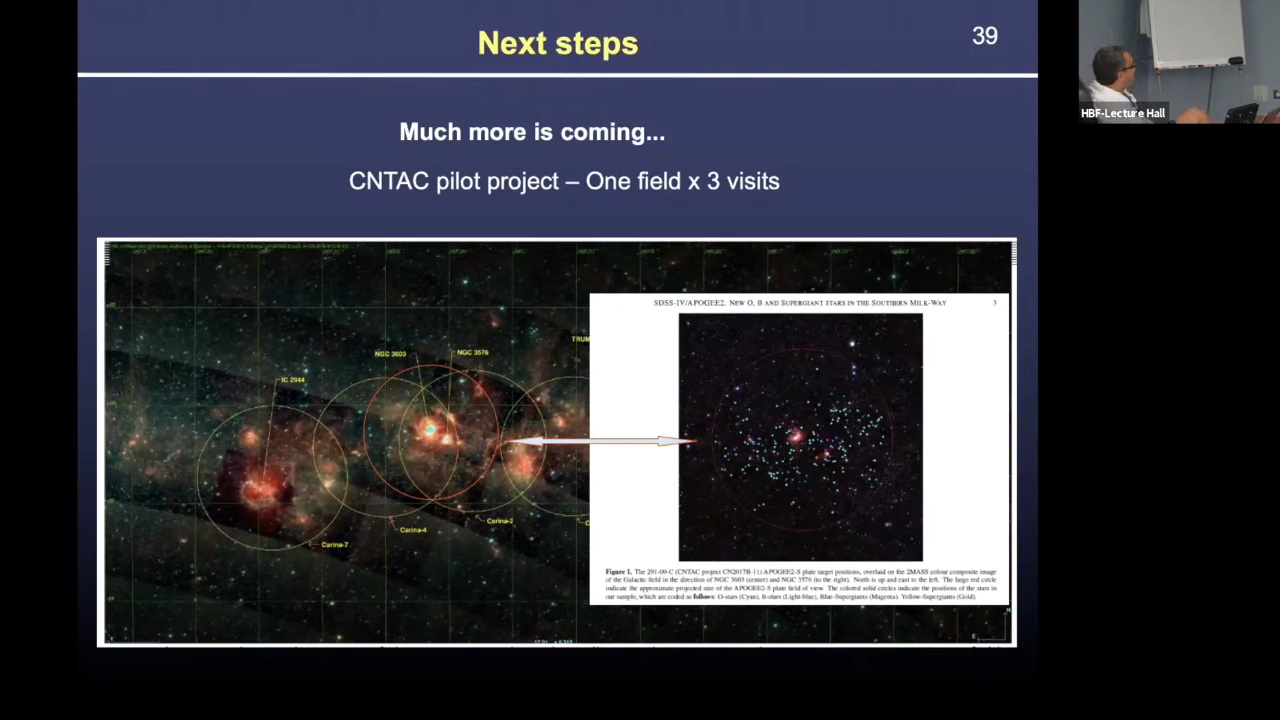 Next steps
39
HBF-Lecture Hall
Much more is coming...
CNTAC pilot project – One field x 3 visits
NGC 3603
NGC 3576
TRUM
IC 2944
Carina-4
Carina-2
C
Carina-7
SDSS-IV/APOGEE2: New O, B and Supergiant stars in the Southern Milk-Way
3
Figure 1. The 291-00-C (CNTAC project CN2017B-11) APOGEE2-S plate target positions, overlaid on the 2MASS colour composite image
of the Galactic field in the direction of NGC 3603 (center) and NGC 3576 (to the right). North is up and east to the left. The large red circle
indicate the approximate projected size of the APOGEE2-S plate field of view. The colored solid circles indicate the positions of the stars in
our sample, which are coded as follows: O-stars (Cyan), B-stars (Light-blue), Blue-Supergiants (Magenta), Yellow-Supergiants (Gold).
N
E